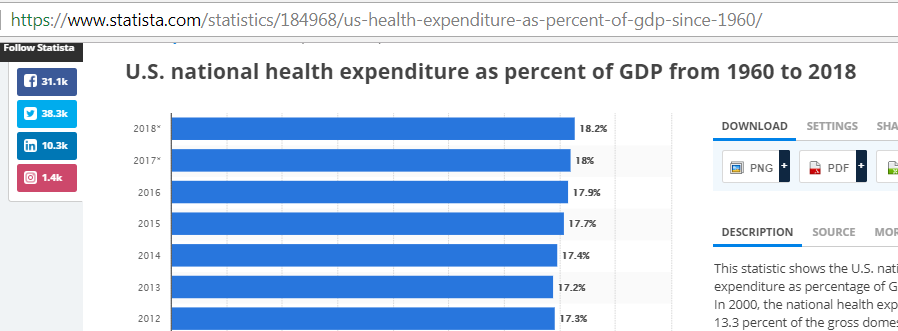 https://www.statista.com/statistics/184968/us-health-expenditure-as-percent-of-gdp-since-1960/
Follow Statista
31.1k
38.3k
10.3k
1.4k
U.S. national health expenditure as percent of GDP from 1960 to 2018
2018* 18.2%
2017* 18%
2016 17.9%
2015 17.7%
2014 17.4%
2013 17.2%
2012 17.3%
DOWNLOAD SETTINGS SHA
PNG + PDF +
DESCRIPTION SOURCE MOR
This statistic shows the U.S. nati
expenditure as percentage of G
In 2000, the national health exp
13.3 percent of the gross domes